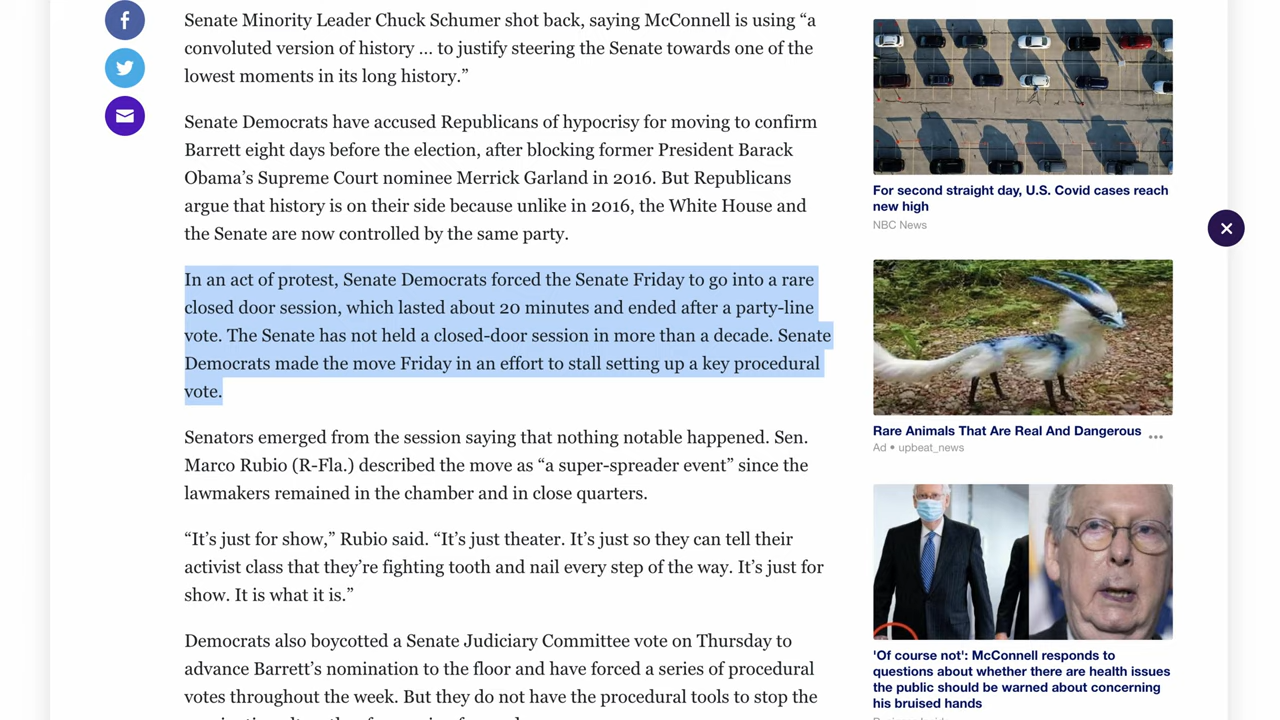 Senate Minority Leader Chuck Schumer shot back, saying McConnell is using “a
convoluted version of history ... to justify steering the Senate towards one of the
lowest moments in its long history.”
Senate Democrats have accused Republicans of hypocrisy for moving to confirm
Barrett eight days before the election, after blocking former President Barack
Obama’s Supreme Court nominee Merrick Garland in 2016. But Republicans
argue that history is on their side because unlike in 2016, the White House and
the Senate are now controlled by the same party.
In an act of protest, Senate Democrats forced the Senate Friday to go into a rare
closed door session, which lasted about 20 minutes and ended after a party-line
vote. The Senate has not held a closed-door session in more than a decade. Senate
Democrats made the move Friday in an effort to stall setting up a key procedural
vote.
Senators emerged from the session saying that nothing notable happened. Sen.
Marco Rubio (R-Fla.) described the move as “a super-spreader event” since the
lawmakers remained in the chamber and in close quarters.
“It’s just for show,” Rubio said. “It’s just theater. It’s just so they can tell their
activist class that they’re fighting tooth and nail every step of the way. It’s just for
show. It is what it is.”
Democrats also boycotted a Senate Judiciary Committee vote on Thursday to
advance Barrett’s nomination to the floor and have forced a series of procedural
votes throughout the week. But they do not have the procedural tools to stop the
For second straight day, U.S. Covid cases reach
new high
NBC News
Rare Animals That Are Real And Dangerous
Ad • upbeat_news
'Of course not': McConnell responds to
questions about whether there are health issues
the public should be warned about concerning
his bruised hands